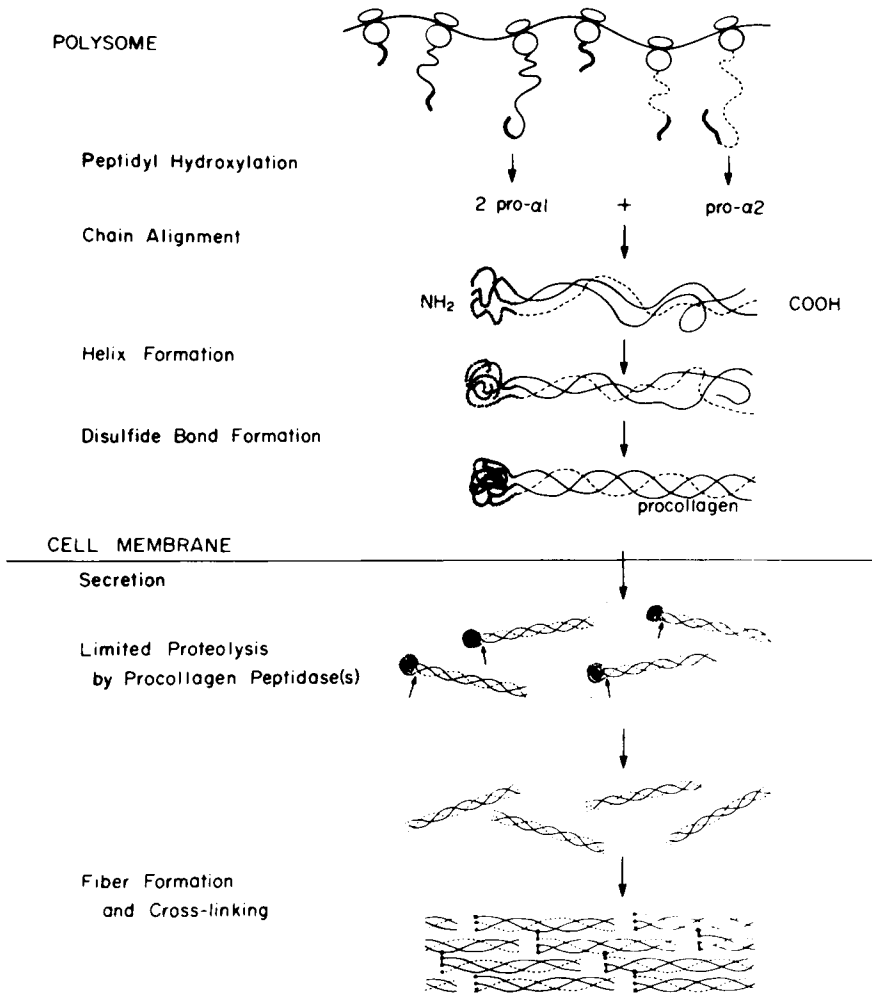 POLYSOME
Peptidyl Hydroxylation
2 pro-α1 + pro-α2
Chain Alignment
NH₂ COOH
Helix Formation
Disulfide Bond Formation
procollagen
CELL MEMBRANE
Secretion
Limited Proteolysis
by Procollagen Peptidase(s)
Fiber Formation
and Cross-linking